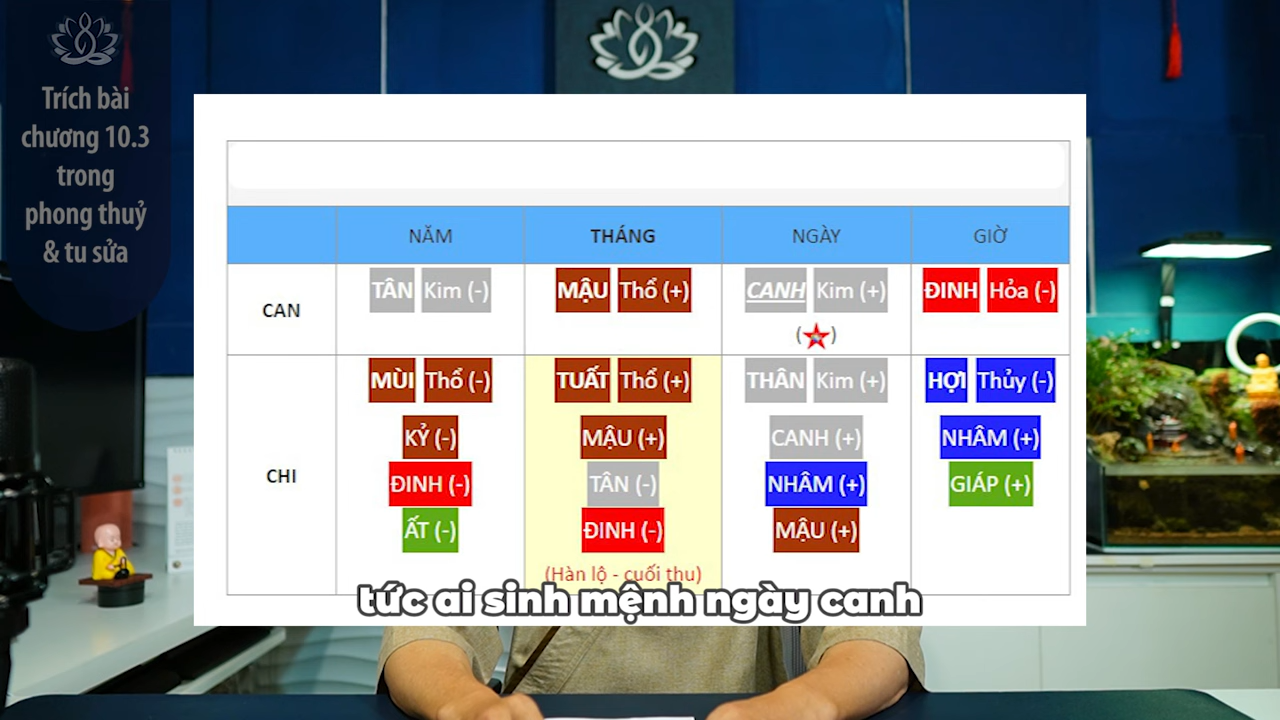 Trích bài
chương 10.3
trong
phong thuỷ
& tu sửa
NĂM THÁNG NGÀY GIỜ
CAN
TÂN Kim (-) MẬU Thổ (+) CANH Kim (+) ĐINH Hỏa (-)
(★)
CHI
MÙI Thổ (-) TUẤT Thổ (+) THÂN Kim (+) HỢI Thủy (-)
KỶ (-) MẬU (+) CANH (+) NHÂM (+)
ĐINH (-) TÂN (-) NHÂM (+) GIÁP (+)
ẤT (-) ĐINH (-) MẬU (+)
(Hàn lộ - cuối thu)
tức ai sinh mệnh ngày canh